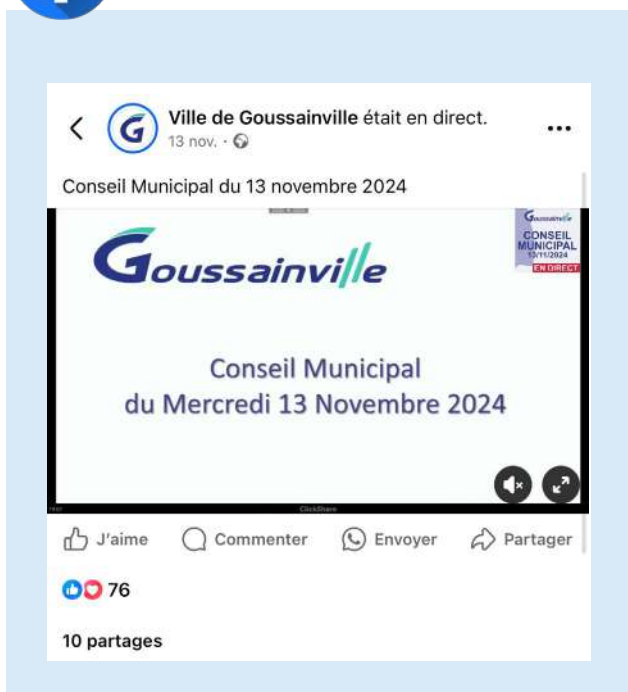 Ville de Goussainville était en direct.
13 nov. ·
Conseil Municipal du 13 novembre 2024
Goussainville
Goussainville
CONSEIL
MUNICIPAL
13/11/2024
EN DIRECT
Conseil Municipal
du Mercredi 13 Novembre 2024
ClickShare
J'aime
Commenter
Envoyer
Partager
76
10 partages